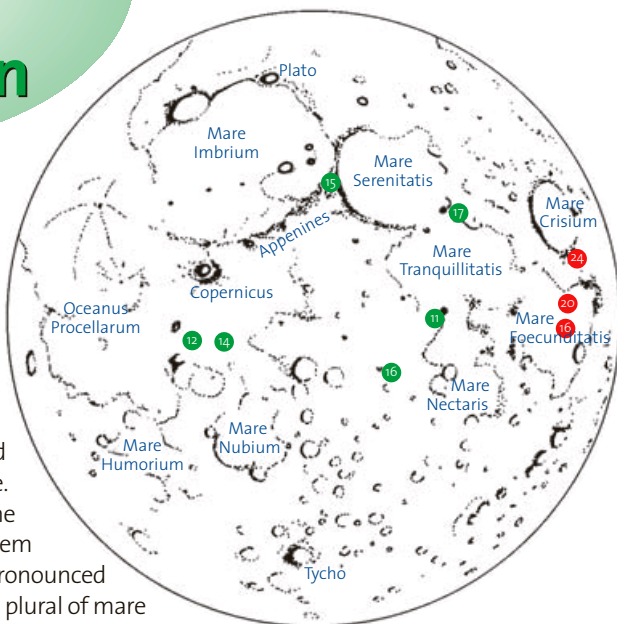 n
Plato
Mare
Imbrium
Mare
Serenitatis
15
17
Mare
Crisium
Appenines
Mare
Tranquillitatis
24
Copernicus
20
Oceanus
Procellarum
11
Mare
Foecunditatis
16
12
14
16
Mare
Nectaris
Mare
Nubium
Mare
Humorium
Tycho
d
e.
ne
em
ronounced
plural of mare